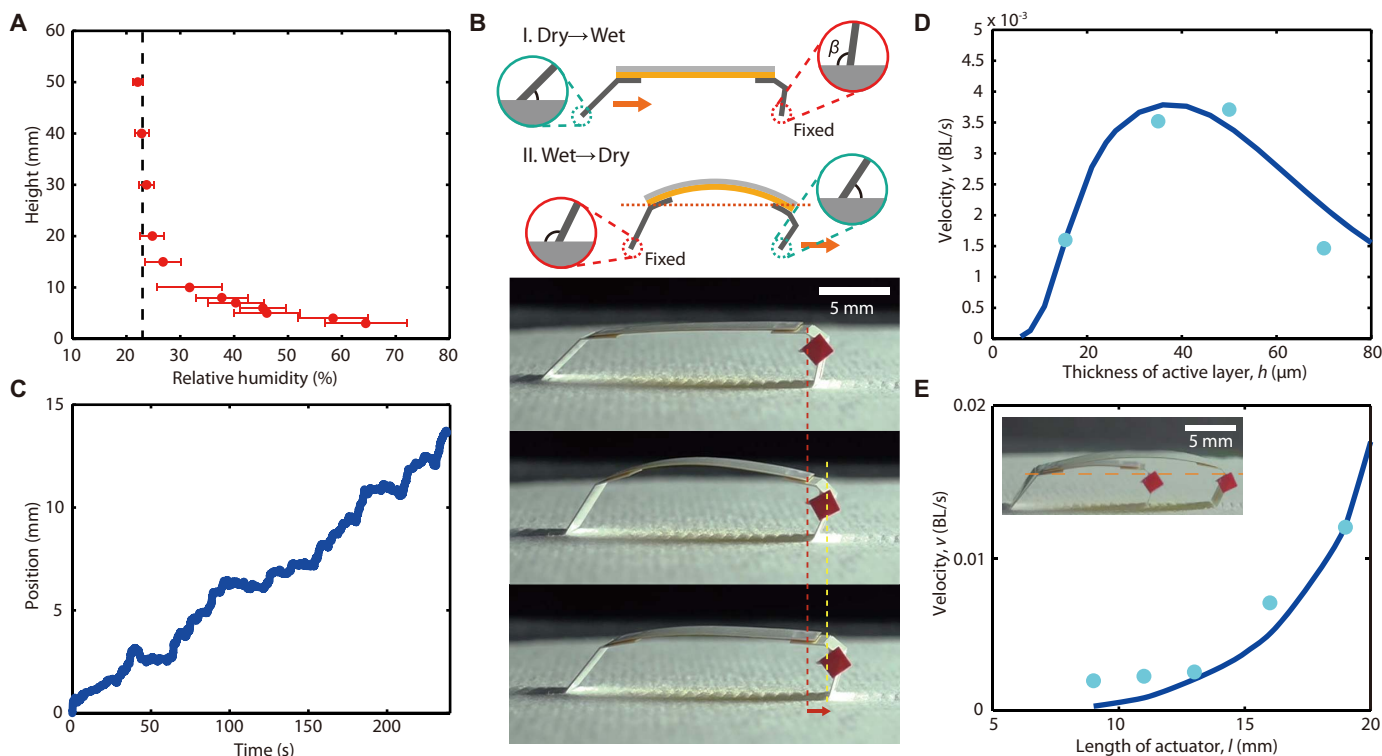 A
60
50
40
30
20
10
0
Height (mm)
10 20 30 40 50 60 70 80
Relative humidity (%)
B
I. Dry→Wet
β
Fixed
II. Wet→Dry
Fixed
5 mm
C
15
10
5
0
Position (mm)
0 50 100 150 200
Time (s)
D
5 x 10-3
4.5
4
3.5
3
2.5
2
1.5
1
0.5
0
Velocity, v (BL/s)
0 20 40 60 80
Thickness of active layer, h (μm)
E
0.02
0.01
0
Velocity, v (BL/s)
5 mm
5 10 15 20
Length of actuator, l (mm)